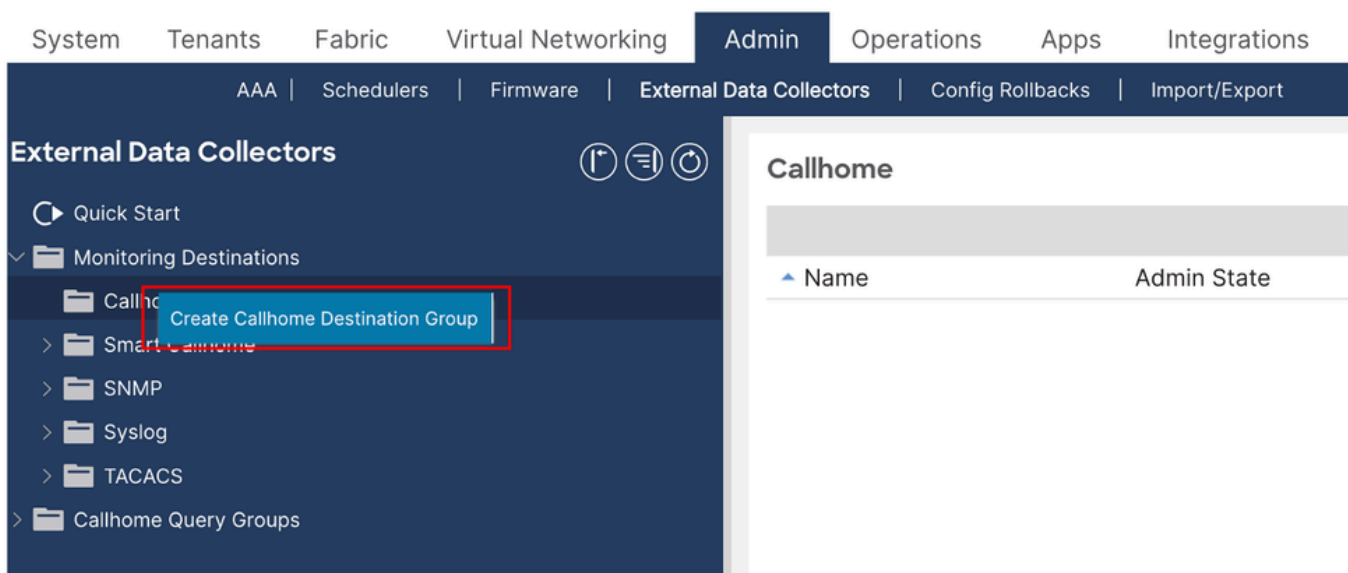 System Tenants Fabric Virtual Networking Admin Operations Apps Integrations
AAA | Schedulers | Firmware | External Data Collectors | Config Rollbacks | Import/Export
External Data Collectors
Quick Start
Monitoring Destinations
Create Callhome Destination Group
Smart Callhome
SNMP
Syslog
TACACS
Callhome Query Groups
Callhome
Name Admin State